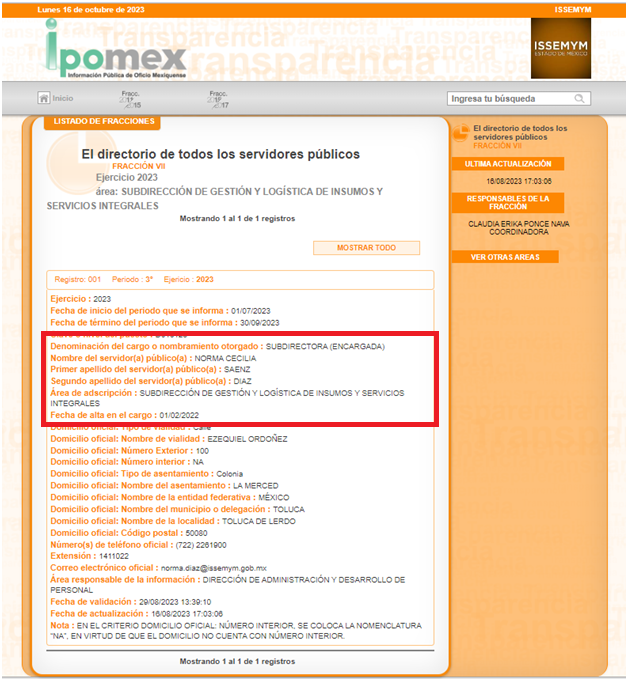 Lunes 16 de octubre de 2023
ISSEMYM
ipomex
Información Pública de Oficio Mexiquense
ISSEMYM
ESTADO DE MÉXICO
Inicio
Fracc.
Fracc.
2017
Ingresa tu búsqueda
LISTADO DE FRACCIONES
El directorio de todos los servidores públicos
FRACCIÓN VII
Ejercicio 2023
área: SUBDIRECCIÓN DE GESTIÓN Y LOGÍSTICA DE INSUMOS Y
SERVICIOS INTEGRALES
Mostrando 1 al 1 de 1 registros
MOSTRAR TODO
Registro: 001 Periodo : 3° Ejericio : 2023
Ejercicio : 2023
Fecha de inicio del periodo que se informa : 01/07/2023
Fecha de término del periodo que se informa : 30/09/2023
Denominación del cargo o nombramiento otorgado : SUBDIRECTORA (ENCARGADA)
Nombre del servidor(a) público(a) : NORMA CECILIA
Primer apellido del servidor(a) público(a) : SAENZ
Segundo apellido del servidor(a) público(a) : DIAZ
Área de adscripción : SUBDIRECCIÓN DE GESTIÓN Y LOGÍSTICA DE INSUMOS Y SERVICIOS
INTEGRALES
Fecha de alta en el cargo : 01/02/2022
Domicilio oficial: Tipo de vialidad : Calle
Domicilio oficial: Nombre de vialidad : EZEQUIEL ORDOÑEZ
Domicilio oficial: Número Exterior : 100
Domicilio oficial: Número interior : NA
Domicilio oficial: Tipo de asentamiento : Colonia
Domicilio oficial: Nombre del asentamiento : LA MERCED
Domicilio oficial: Nombre de la entidad federativa : MÉXICO
Domicilio oficial: Nombre del municipio o delegación : TOLUCA
Domicilio oficial: Nombre de la localidad : TOLUCA DE LERDO
Domicilio oficial: Código postal : 50080
Número(s) de teléfono oficial : (722) 2261900
Extensión : 1411022
Correo electrónico oficial : norma.diaz@issemym.gob.mx
Área responsable de la información : DIRECCIÓN DE ADMINISTRACIÓN Y DESARROLLO DE
PERSONAL
Fecha de validación : 29/08/2023 13:39:10
Fecha de actualización : 16/08/2023 17:03:06
Nota : EN EL CRITERIO DOMICILIO OFICIAL: NÚMERO INTERIOR, SE COLOCA LA NOMENCLATURA
"NA", EN VIRTUD DE QUE EL DOMICILIO NO CUENTA CON NÚMERO INTERIOR.
Mostrando 1 al 1 de 1 registros
El directorio de todos los
servidores públicos
FRACCIÓN VII
ULTIMA ACTUALIZACIÓN
16/08/2023 17:03:06
RESPONSABLES DE LA
FRACCIÓN
CLAUDIA ERIKA PONCE NAVA
COORDINADORA
VER OTRAS AREAS